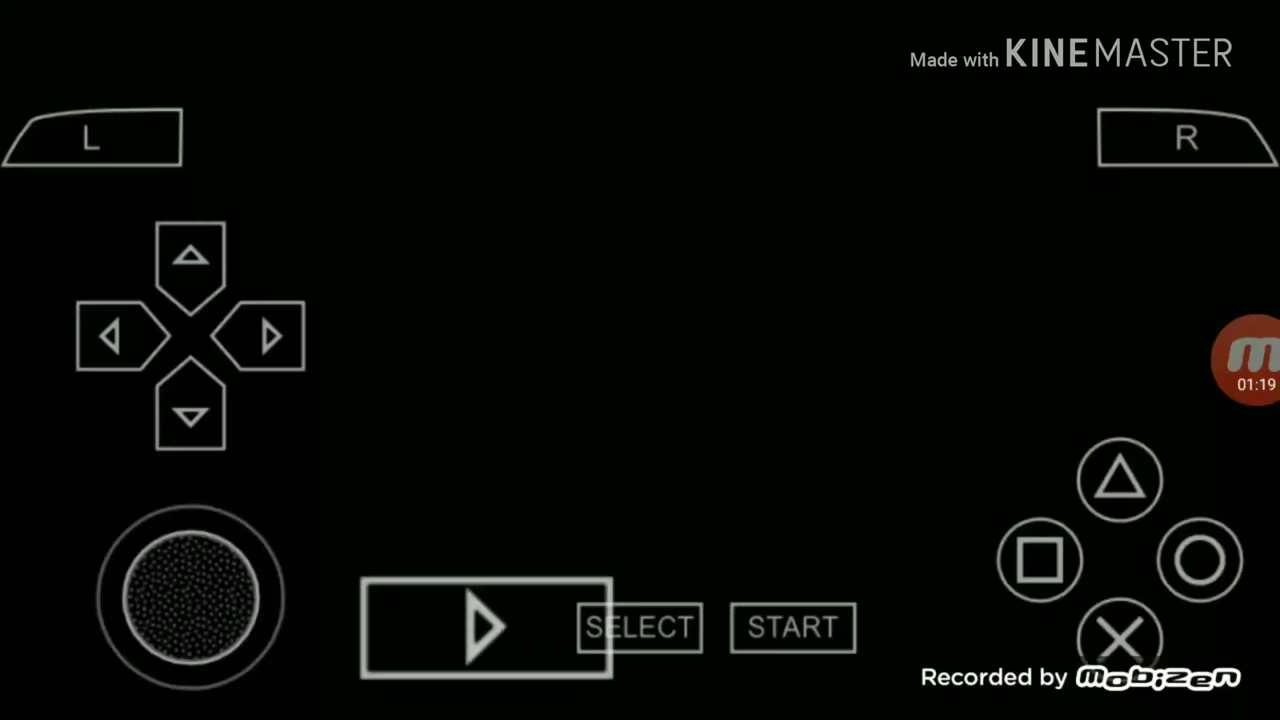 Made with KINEMASTER
L
R
01:19
SELECT
START
Recorded by mobizen